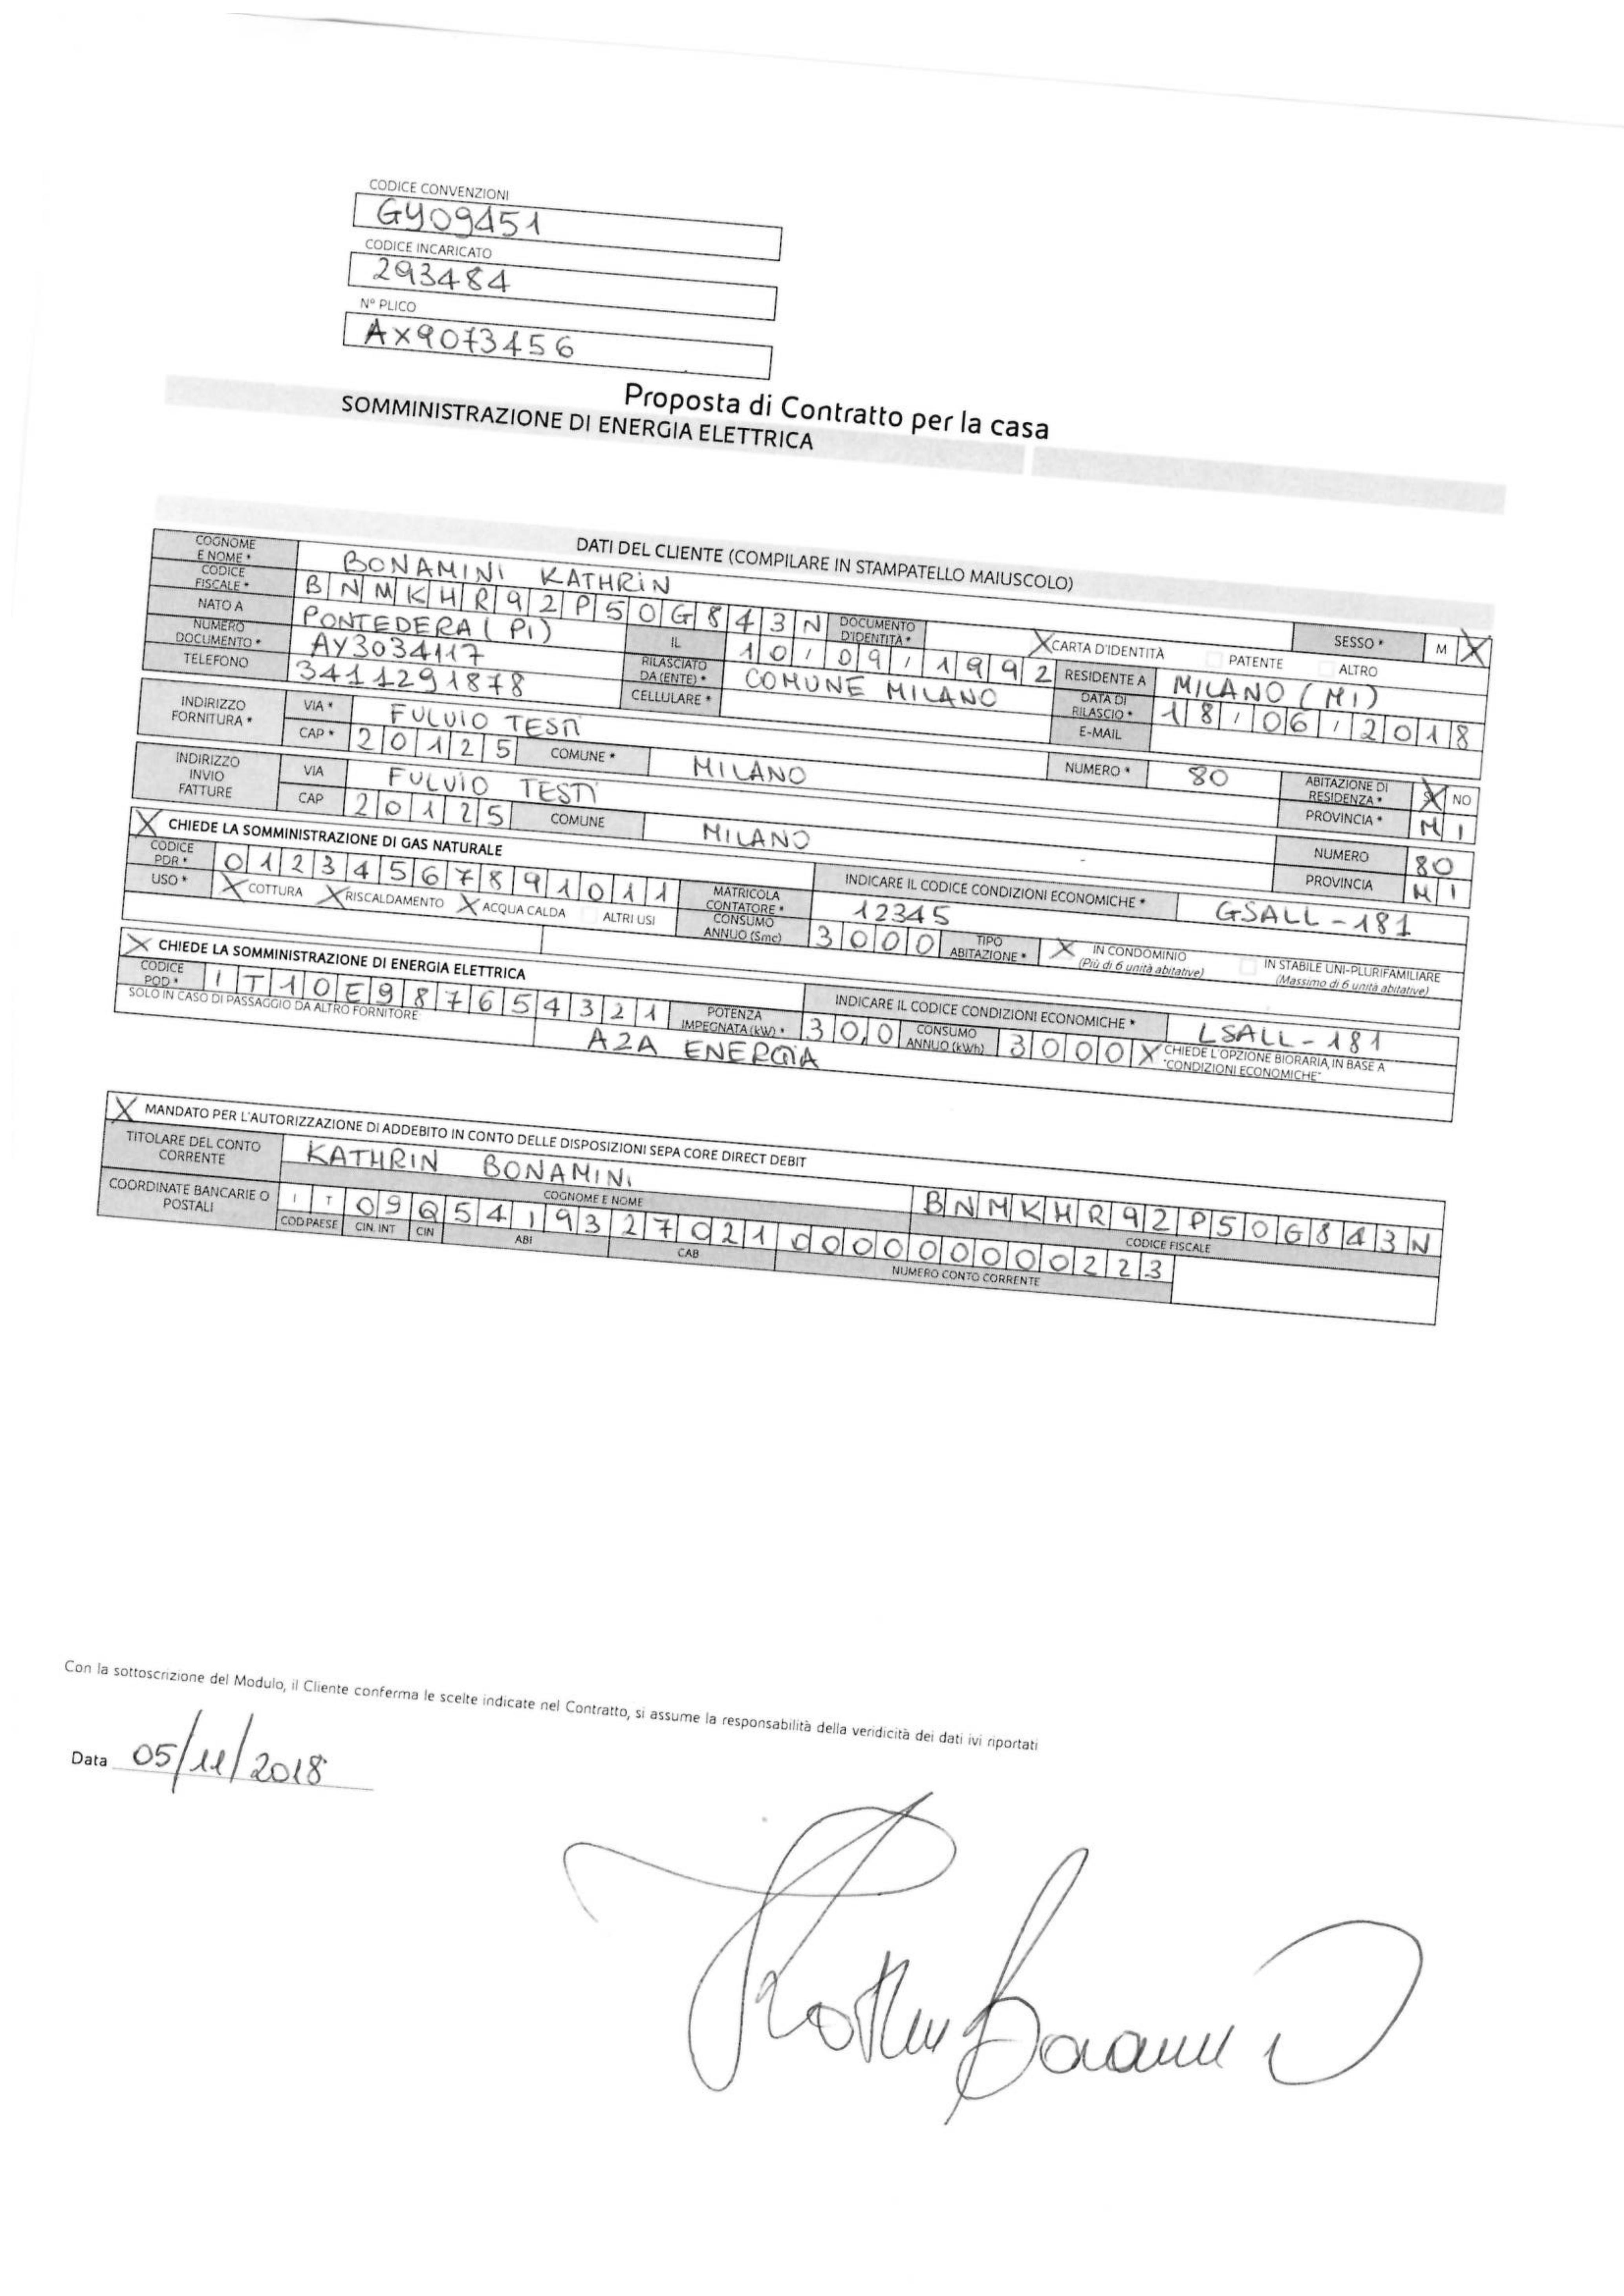 CODICE CONVENZIONI
GY09451
CODICE INCARICATO
293484
N° PLICO
AX9073456
Proposta di Contratto per la casa
SOMMINISTRAZIONE DI ENERGIA ELETTRICA
DATI DEL CLIENTE (COMPILARE IN STAMPATELLO MAIUSCOLO)
COGNOME E NOME * BONAMINI KATHRIN SESSO * M X
CODICE FISCALE * BNMKHR92P50G843N DOCUMENTO D'IDENTITÀ * X CARTA D'IDENTITÀ PATENTE ALTRO
NATO A PONTEDERA (PI) IL 10/09/1992 RESIDENTE A MILANO (MI)
NUMERO DOCUMENTO * AY3034117 RILASCIATO DA (ENTE) * COMUNE MILANO DATA DI RILASCIO * 18/06/2018
TELEFONO 3411291878 CELLULARE * E-MAIL
INDIRIZZO FORNITURA * VIA * FULVIO TESTI NUMERO * 80 ABITAZIONE DI RESIDENZA * X NO
CAP * 20125 COMUNE * MILANO PROVINCIA * MI
INDIRIZZO INVIO FATTURE VIA FULVIO TESTI NUMERO 80
CAP 20125 COMUNE MILANO PROVINCIA MI
X CHIEDE LA SOMMINISTRAZIONE DI GAS NATURALE INDICARE IL CODICE CONDIZIONI ECONOMICHE * GSALL-181
CODICE PDR * 01234567891011 MATRICOLA CONTATORE * 12345
USO * X COTTURA X RISCALDAMENTO X ACQUA CALDA ALTRI USI CONSUMO ANNUO (Smc) 3000 TIPO ABITAZIONE * X IN CONDOMINIO (Più di 6 unità abitative) IN STABILE UNI-PLURIFAMILIARE (Massimo di 6 unità abitative)
X CHIEDE LA SOMMINISTRAZIONE DI ENERGIA ELETTRICA INDICARE IL CODICE CONDIZIONI ECONOMICHE * LSALL-181
CODICE POD * IT10E987654321 POTENZA IMPEGNATA (kW) * 30,0 CONSUMO ANNUO (kWh) 3000 X CHIEDE L'OPZIONE BIORARIA, IN BASE A "CONDIZIONI ECONOMICHE"
SOLO IN CASO DI PASSAGGIO DA ALTRO FORNITORE A2A ENERGIA
X MANDATO PER L'AUTORIZZAZIONE DI ADDEBITO IN CONTO DELLE DISPOSIZIONI SEPA CORE DIRECT DEBIT
TITOLARE DEL CONTO CORRENTE KATHRIN BONAMINI BNMKHR92P50G843N
COGNOME E NOME CODICE FISCALE
COORDINATE BANCARIE O POSTALI IT 09 Q 54193 27021 000000000223
COD PAESE CIN. INT CIN ABI CAB NUMERO CONTO CORRENTE
Con la sottoscrizione del Modulo, il Cliente conferma le scelte indicate nel Contratto, si assume la responsabilità della veridicità dei dati ivi riportati
Data 05/11/2018